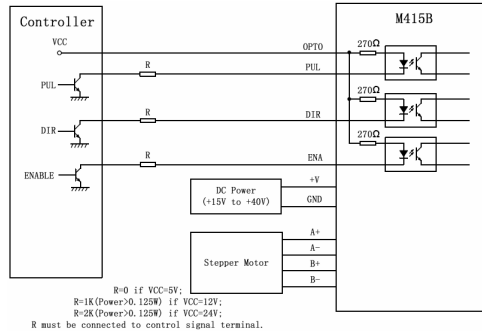 Controller
M415B
VCC
OPTO
270Ω
R
PUL
PUL
270Ω
R
DIR
DIR
270Ω
R
ENA
ENABLE
+V
DC Power
(+15V to +40V)
GND
A+
A-
Stepper Motor
B+
B-
R=0 if VCC=5V;
R=1K(Power>0.125W) if VCC=12V;
R=2K(Power>0.125W) if VCC=24V;
R must be connected to control signal terminal.